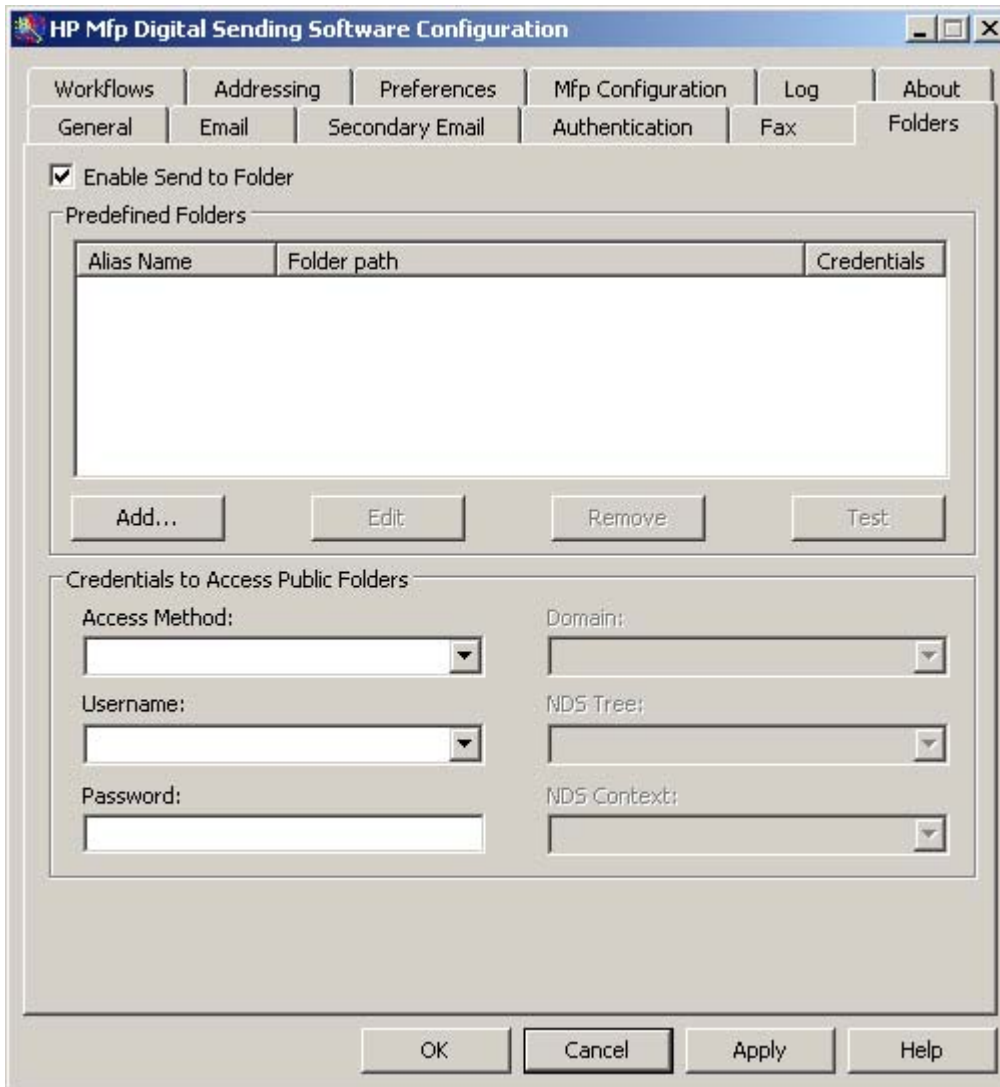 HP Mfp Digital Sending Software Configuration
Workflows Addressing Preferences Mfp Configuration Log About
General Email Secondary Email Authentication Fax Folders
Enable Send to Folder
Predefined Folders
Alias Name Folder path Credentials
Add... Edit Remove Test
Credentials to Access Public Folders
Access Method: Domain:
Username: NDS Tree:
Password: NDS Context:
OK Cancel Apply Help